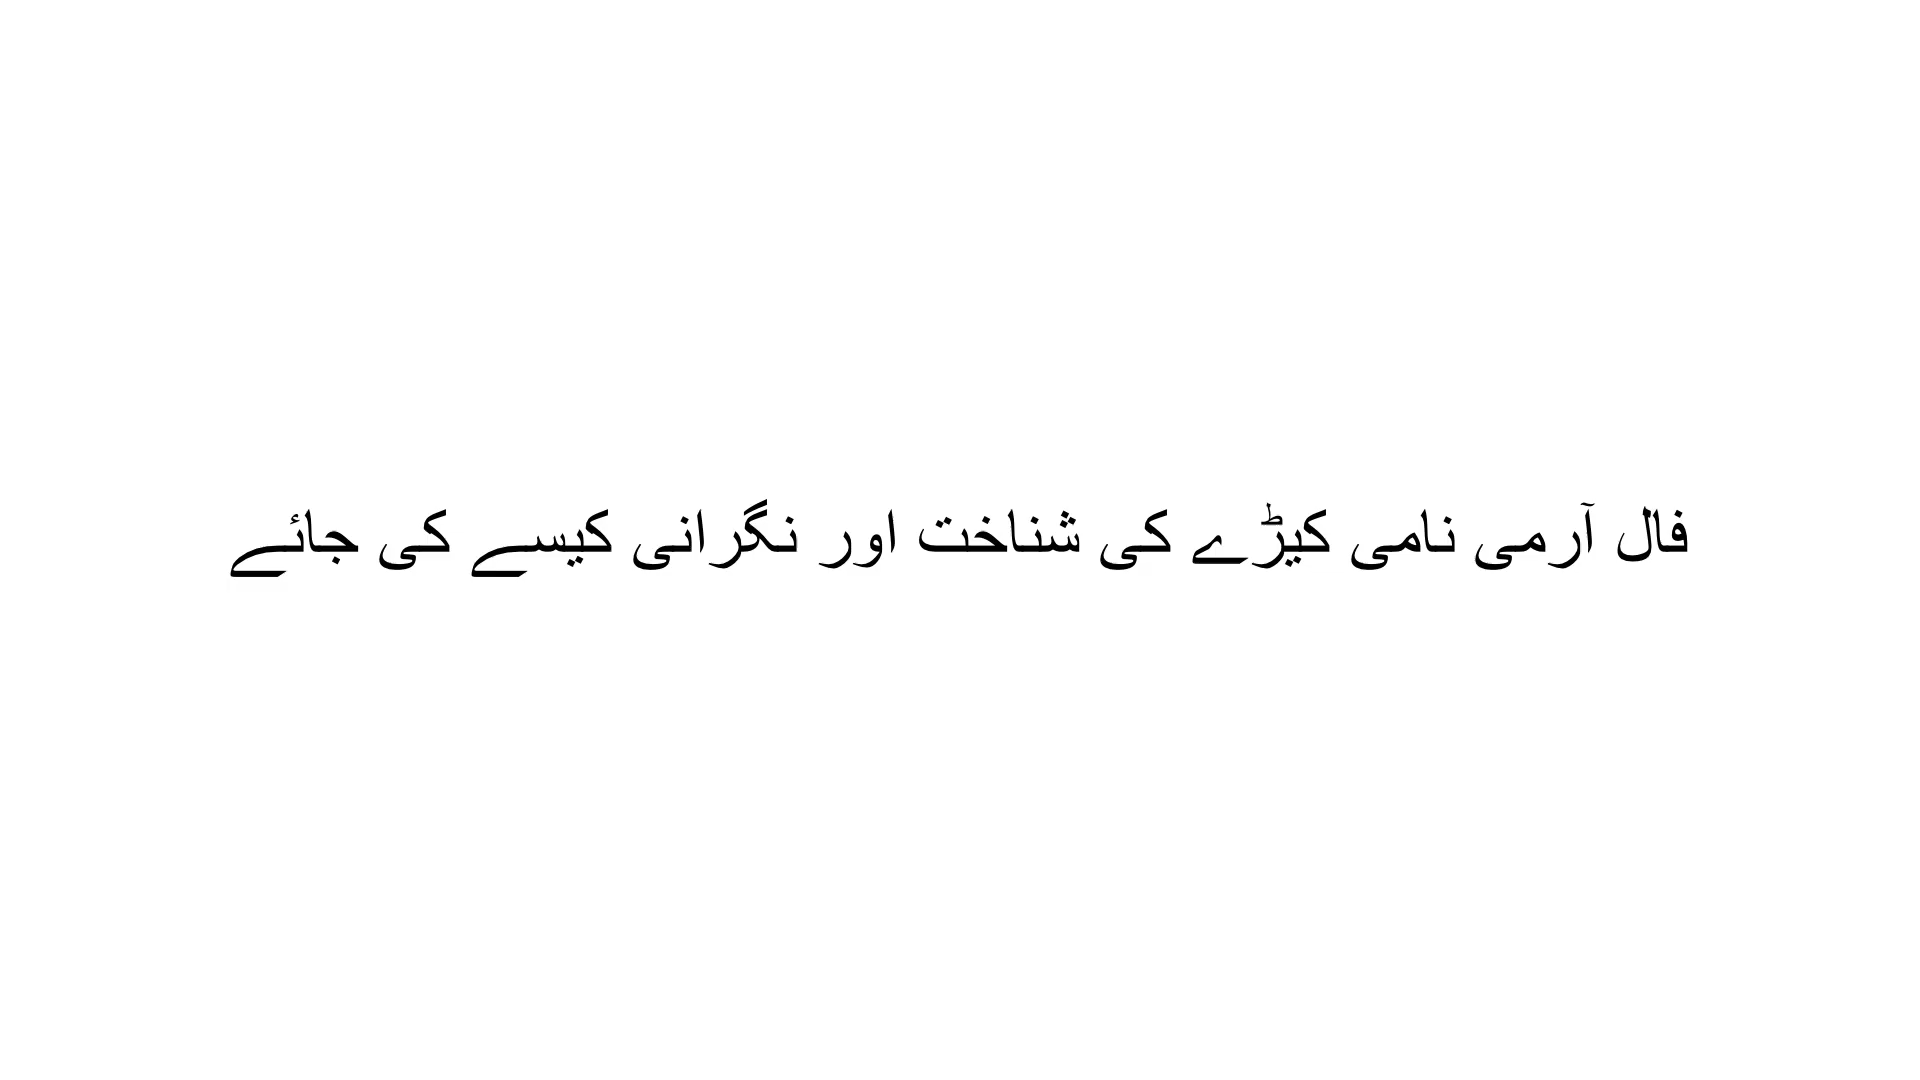 فال آرمی نامی کیڑے کی شناخت اور نگرانی کیسے کی جائے